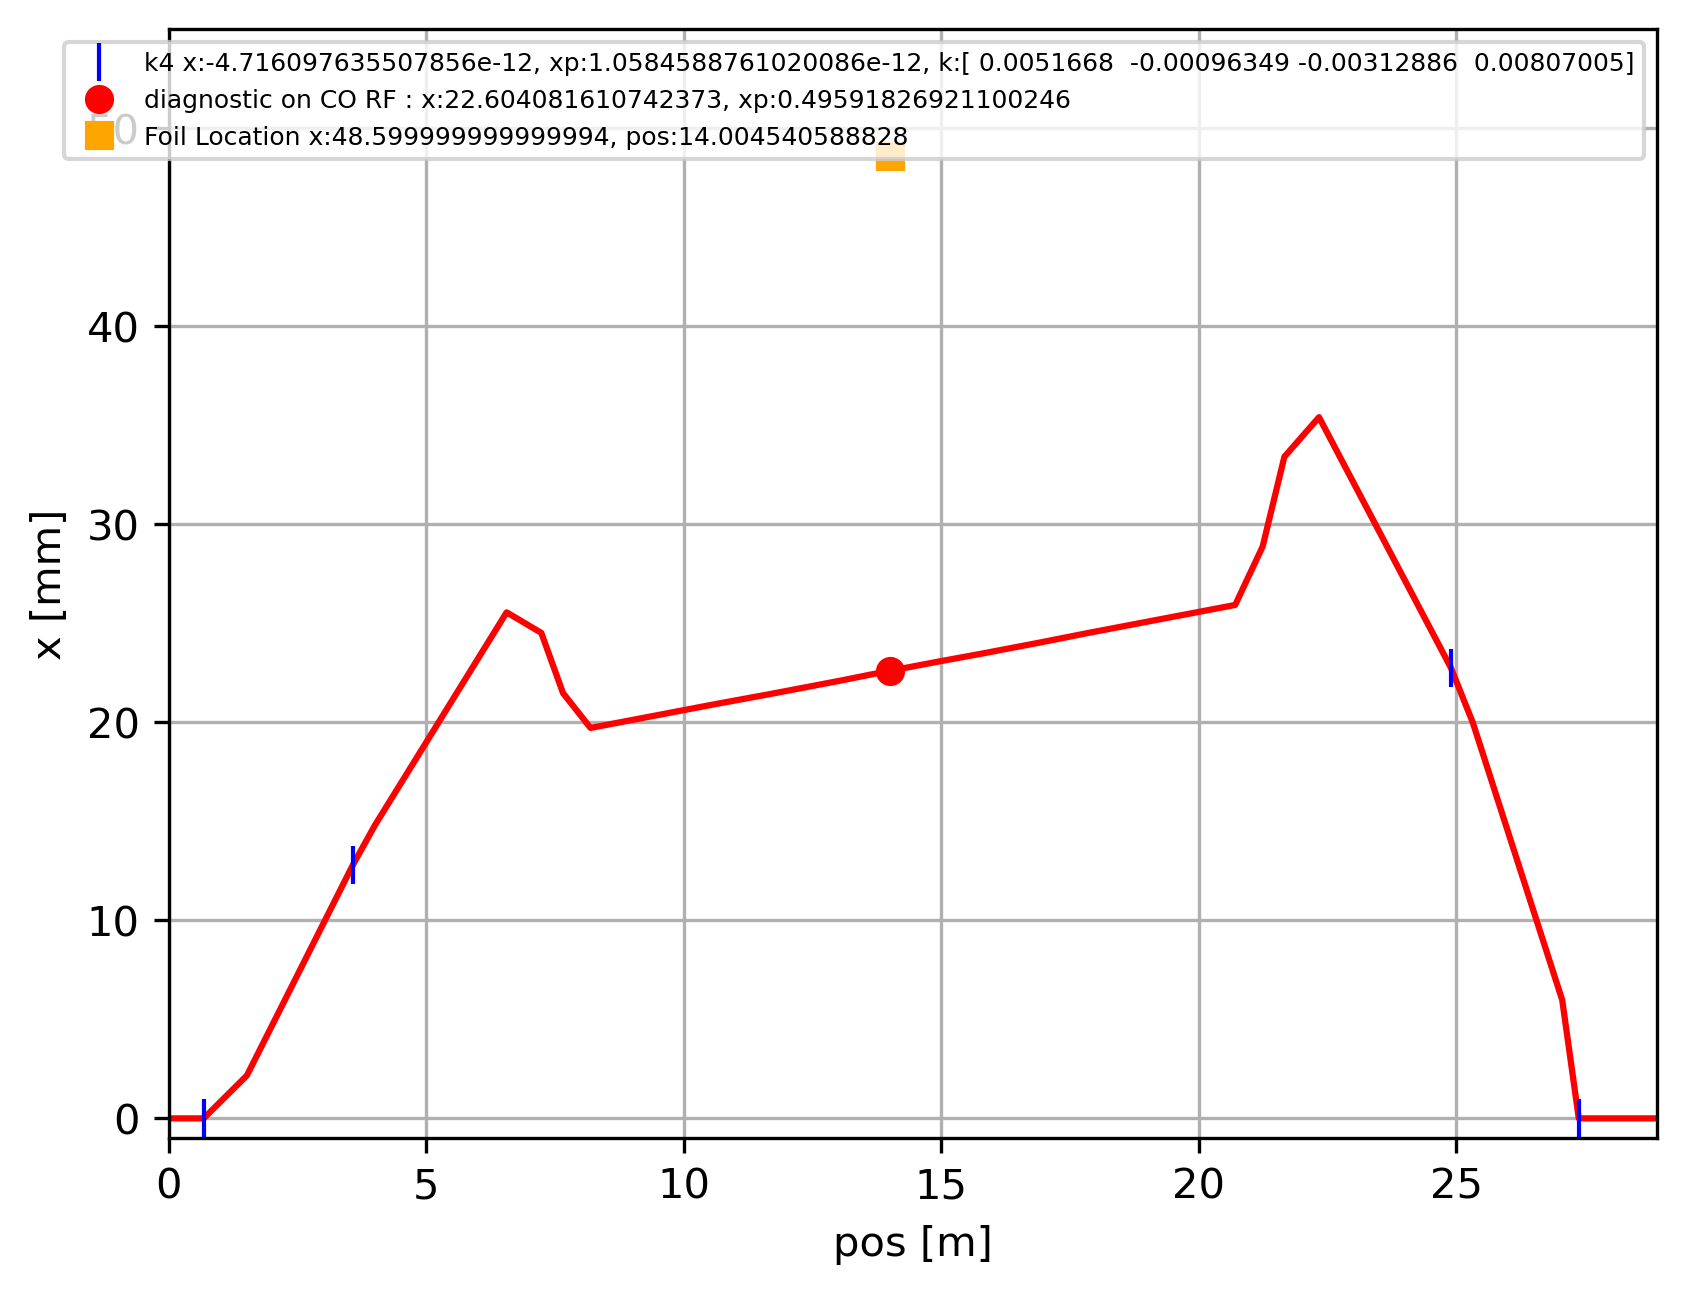 k4 x:-4.716097635507856e-12, xp:1.0584588761020086e-12, k:[ 0.0051668  -0.00096349 -0.00312886  0.00807005]
diagnostic on CO RF : x:22.604081610742373, xp:0.49591826921100246
Foil Location x:48.599999999999994, pos:14.004540588828
50
40
30
20
10
0
x [mm]
0 5 10 15 20 25
pos [m]